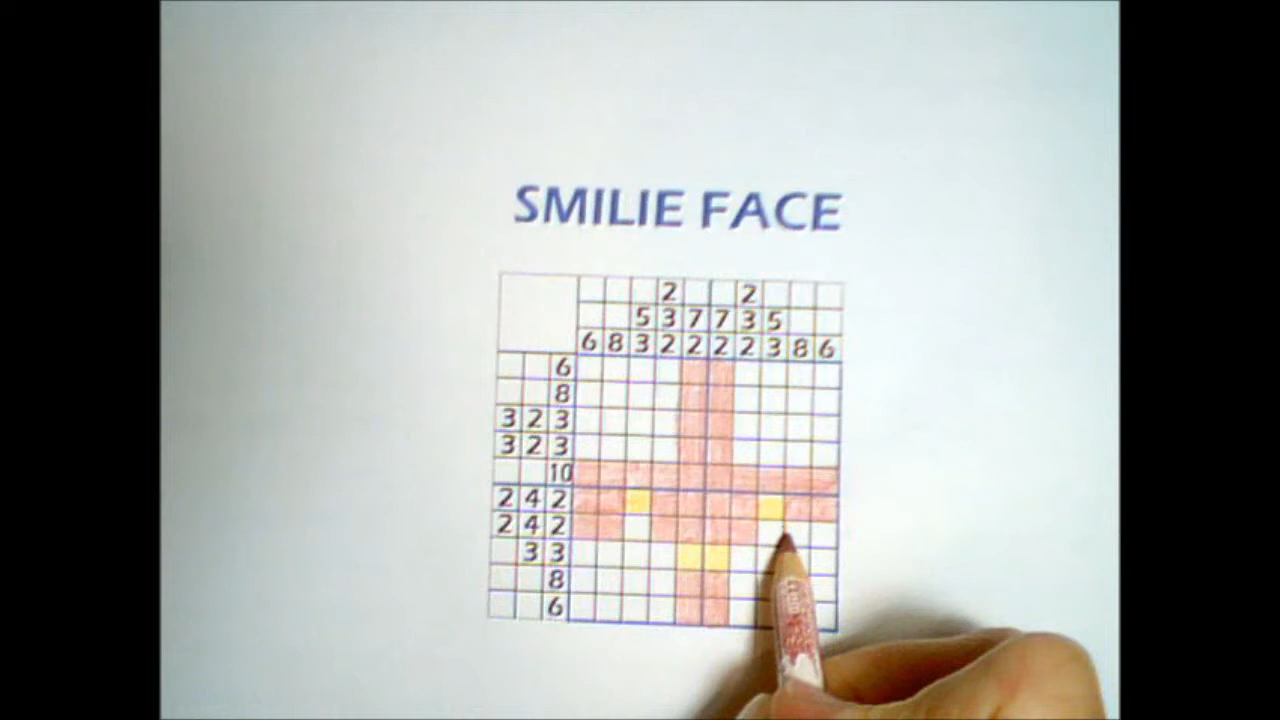 SMILIE FACE
2 2
5 3 7 7 3 5
6 8 3 2 2 2 2 3 8 6
6
8
3 2 3
3 2 3
10
2 4 2
2 4 2
3 3
8
6